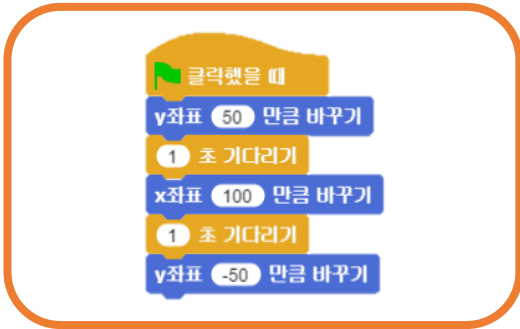 클릭했을 때
y좌표 50 만큼 바꾸기
1 초 기다리기
x좌표 100 만큼 바꾸기
1 초 기다리기
y좌표 -50 만큼 바꾸기